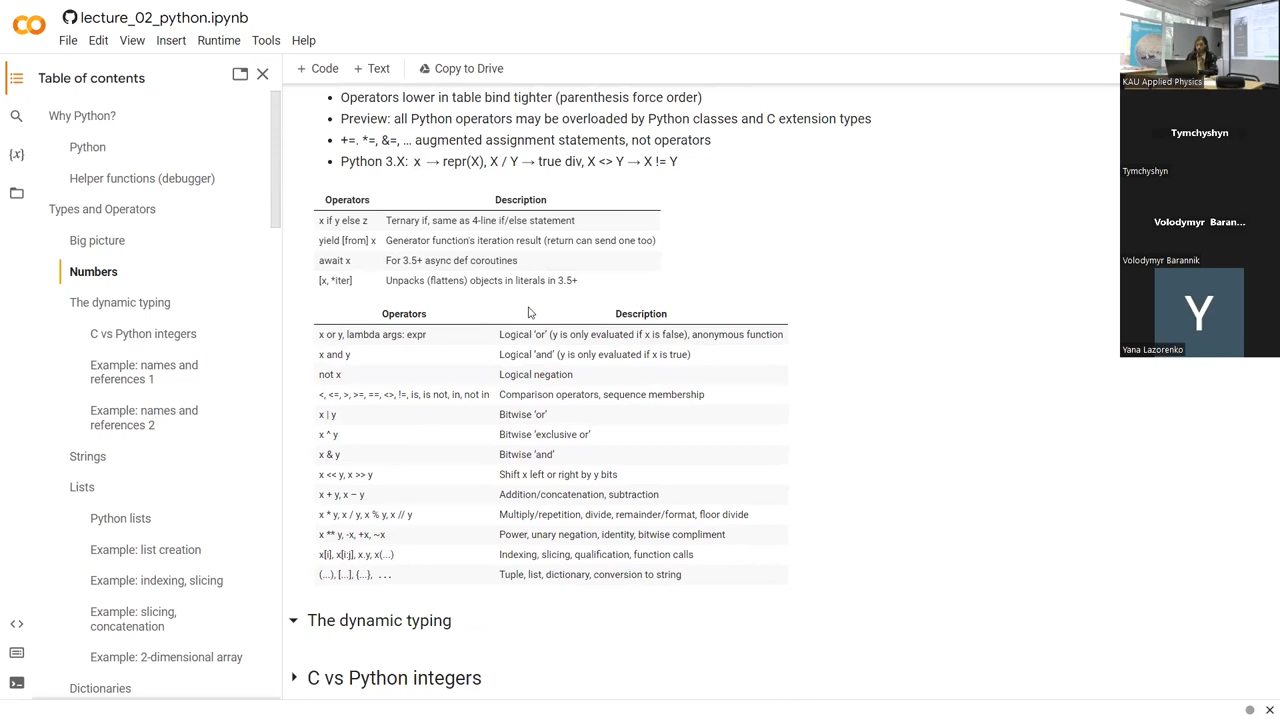 lecture_02_python.ipynb
File Edit View Insert Runtime Tools Help
Table of contents
Why Python?
Python
Helper functions (debugger)
Types and Operators
Big picture
Numbers
The dynamic typing
C vs Python integers
Example: names and
references 1
Example: names and
references 2
Strings
Lists
Python lists
Example: list creation
Example: indexing, slicing
Example: slicing,
concatenation
Example: 2-dimensional array
Dictionaries
+ Code + Text Copy to Drive
• Operators lower in table bind tighter (parenthesis force order)
• Preview: all Python operators may be overloaded by Python classes and C extension types
• +=. *=, &=, … augmented assignment statements, not operators
• Python 3.X: x → repr(X), X / Y → true div, X <> Y → X != Y
Operators Description
x if y else z Ternary if, same as 4-line if/else statement
yield [from] x Generator function's iteration result (return can send one too)
await x For 3.5+ async def coroutines
[x, *iter] Unpacks (flattens) objects in literals in 3.5+
Operators Description
x or y, lambda args: expr Logical 'or' (y is only evaluated if x is false), anonymous function
x and y Logical 'and' (y is only evaluated if x is true)
not x Logical negation
<, <=, >, >=, ==, <>, !=, is, is not, in, not in Comparison operators, sequence membership
x | y Bitwise 'or'
x ^ y Bitwise 'exclusive or'
x & y Bitwise 'and'
x << y, x >> y Shift x left or right by y bits
x + y, x − y Addition/concatenation, subtraction
x * y, x / y, x % y, x // y Multiply/repetition, divide, remainder/format, floor divide
x ** y, -x, +x, ~x Power, unary negation, identity, bitwise compliment
x[i], x[i:j], x.y, x(...) Indexing, slicing, qualification, function calls
(...), [...], {...}, ... Tuple, list, dictionary, conversion to string
The dynamic typing
C vs Python integers
KAU Applied Physics
Tymchyshyn
Tymchyshyn
Volodymyr Baran...
Volodymyr Barannik
Y
Yana Lazorenko